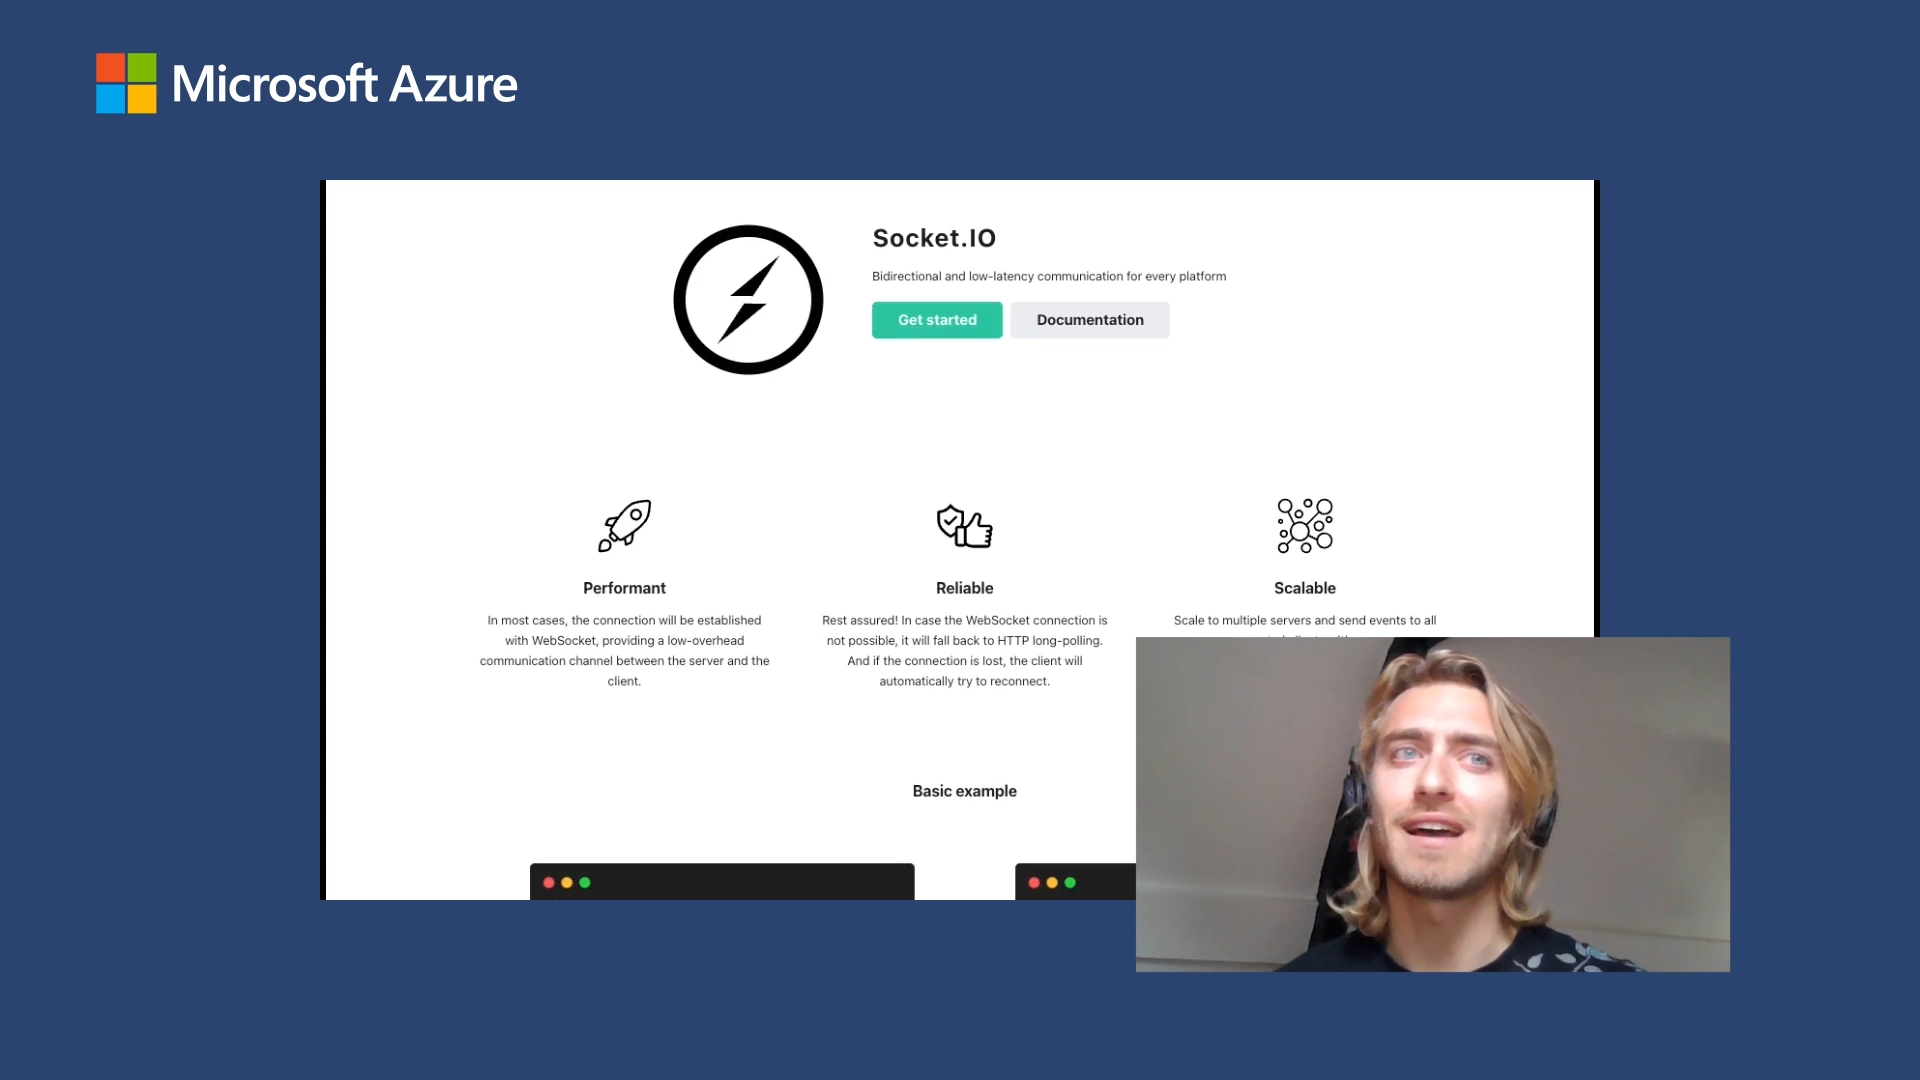 Microsoft Azure
Socket.IO
Bidirectional and low-latency communication for every platform
Get started
Documentation
Performant
In most cases, the connection will be established
with WebSocket, providing a low-overhead
communication channel between the server and the
client.
Reliable
Rest assured! In case the WebSocket connection is
not possible, it will fall back to HTTP long-polling.
And if the connection is lost, the client will
automatically try to reconnect.
Scalable
Scale to multiple servers and send events to all
Basic example